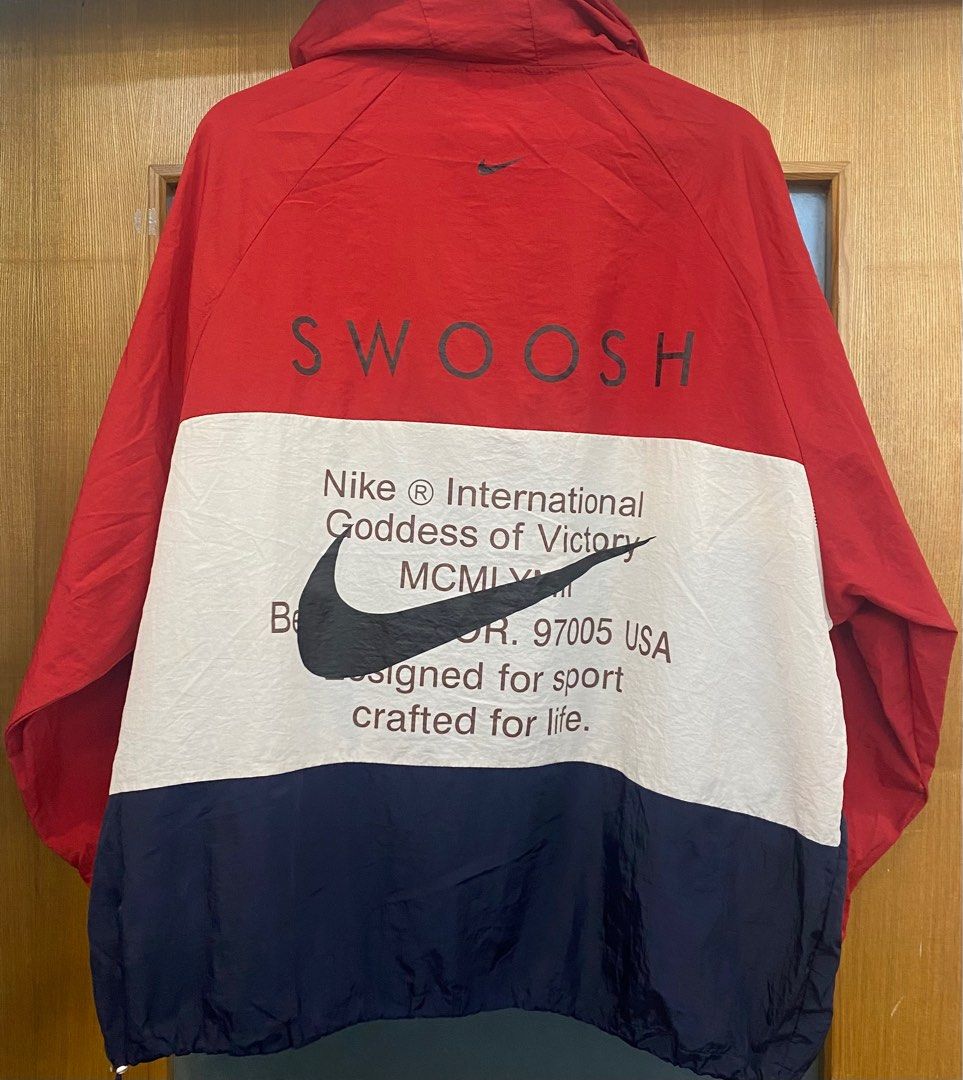 SWOOSH
Nike ® International
Goddess of Victory
OR. 97005 USA
for sport
crafted for life.